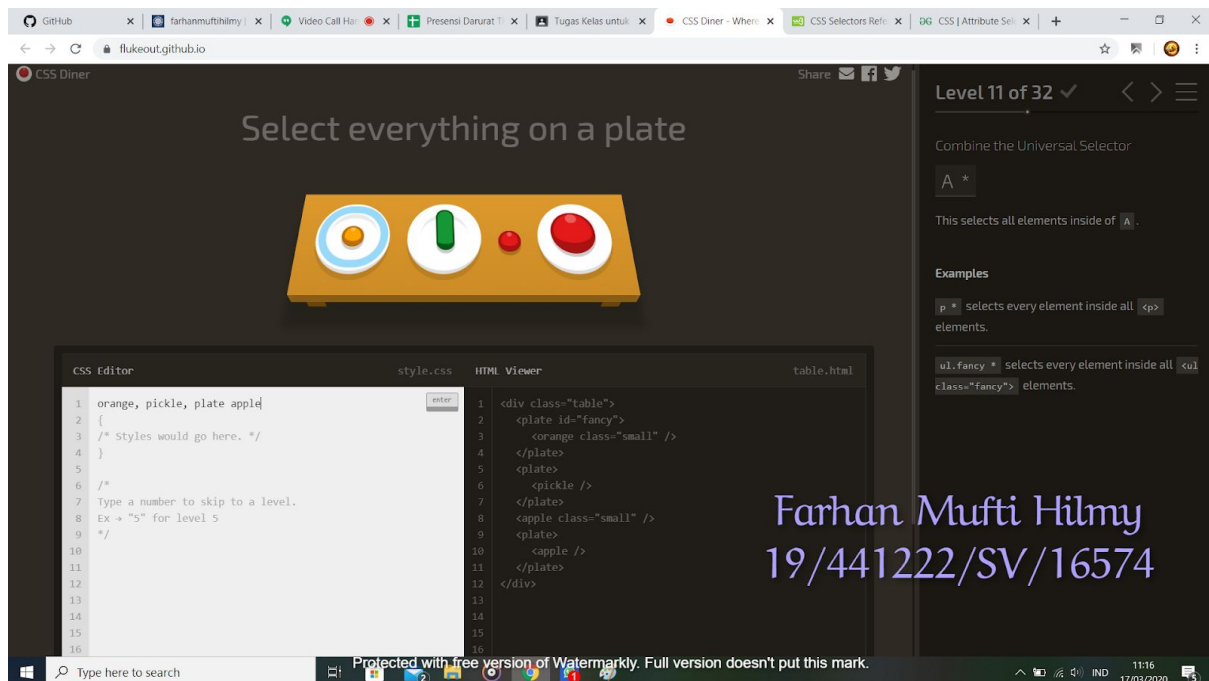 GitHub
farhanmuftihilmy |
Video Call Har
Presensi Darurat T
Tugas Kelas untuk
CSS Diner - Where
CSS Selectors Refe
CSS | Attribute Sel
flukeout.github.io
CSS Diner
Share
Select everything on a plate
CSS Editor style.css
1 orange, pickle, plate apple
enter
2 {
3 /* Styles would go here. */
4 }
5
6 /*
7 Type a number to skip to a level.
8 Ex → "5" for level 5
9 */
10
11
12
13
14
15
16
HTML Viewer table.html
1 <div class="table">
2 <plate id="fancy">
3 <orange class="small" />
4 </plate>
5 <plate>
6 <pickle />
7 </plate>
8 <apple class="small" />
9 <plate>
10 <apple />
11 </plate>
12 </div>
13
14
15
16
Level 11 of 32
Combine the Universal Selector
A *
This selects all elements inside of A .
Examples
p * selects every element inside all <p>
elements.
ul.fancy * selects every element inside all <ul
class="fancy"> elements.
Farhan Mufti Hilmy
19/441222/SV/16574
Protected with free version of Watermarkly. Full version doesn't put this mark.
Type here to search
IND
11:16
17/03/2020